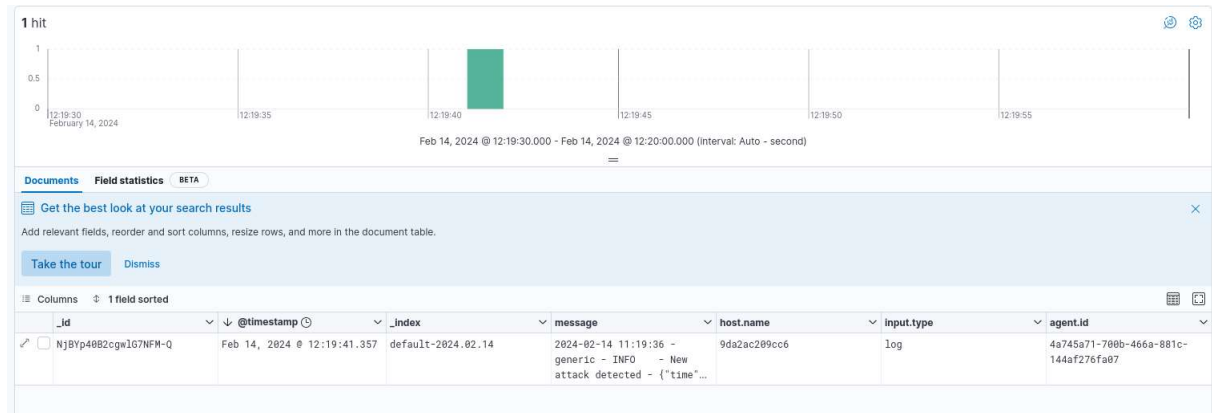 1 hit
1
0.5
0
12:19:30 12:19:35 12:19:40 12:19:45 12:19:50 12:19:55
February 14, 2024
Feb 14, 2024 @ 12:19:30.000 - Feb 14, 2024 @ 12:20:00.000 (interval: Auto - second)
Documents Field statistics BETA
Get the best look at your search results
Add relevant fields, reorder and sort columns, resize rows, and more in the document table.
Take the tour Dismiss
Columns 1 field sorted
_id @timestamp _index message host.name input.type agent.id
NjBYp40B2cgwlG7NFM-Q Feb 14, 2024 @ 12:19:41.357 default-2024.02.14 2024-02-14 11:19:36 - 9da2ac209cc6 log 4a745a71-700b-466a-881c-
generic - INFO - New 144af276fa07
attack detected - {"time"…